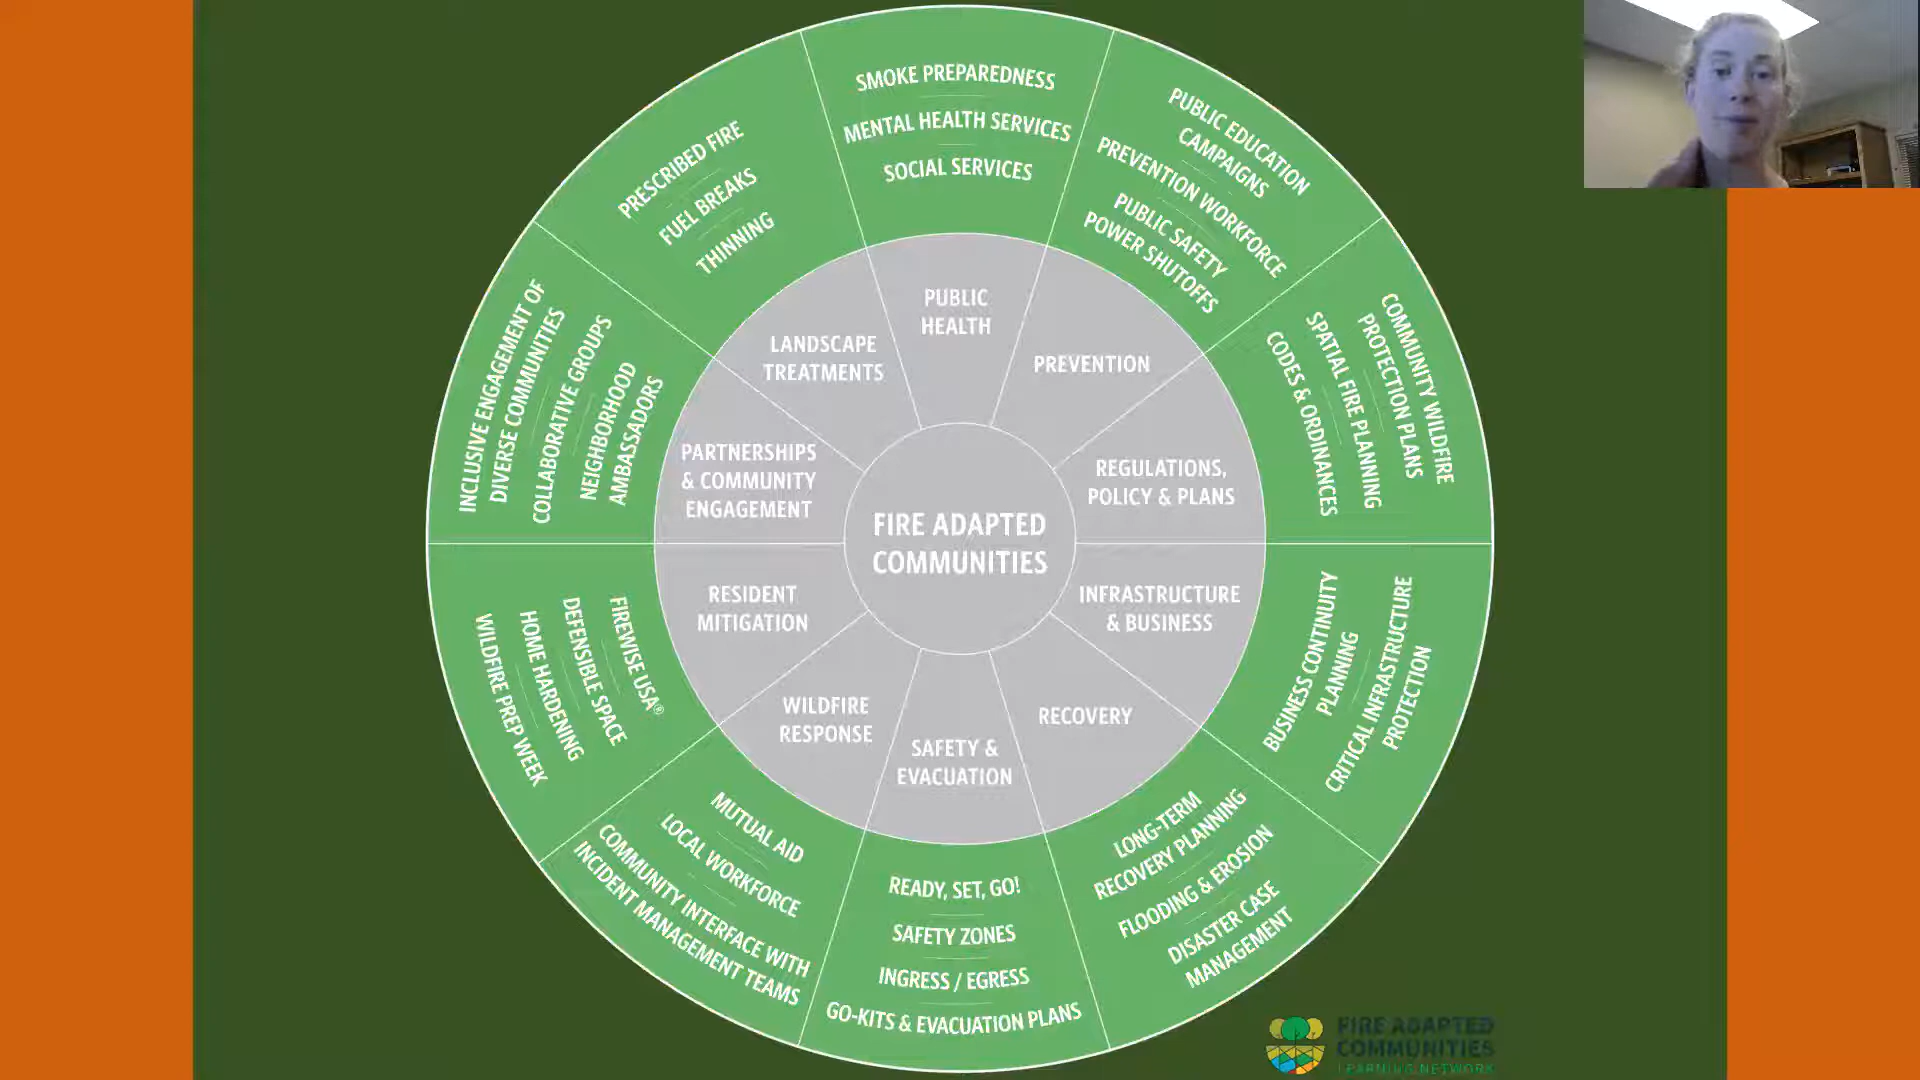 SMOKE PREPAREDNESS
MENTAL HEALTH SERVICES
SOCIAL SERVICES
PUBLIC EDUCATION
CAMPAIGNS
PREVENTION WORKFORCE
PUBLIC SAFETY
POWER SHUTOFFS
COMMUNITY WILDFIRE
PROTECTION PLANS
SPATIAL FIRE PLANNING
CODES & ORDINANCES
BUSINESS CONTINUITY
PLANNING
CRITICAL INFRASTRUCTURE
PROTECTION
LONG-TERM
RECOVERY PLANNING
FLOODING & EROSION
DISASTER CASE
MANAGEMENT
READY, SET, GO!
SAFETY ZONES
INGRESS / EGRESS
GO-KITS & EVACUATION PLANS
MUTUAL AID
LOCAL WORKFORCE
COMMUNITY INTERFACE WITH
INCIDENT MANAGEMENT TEAMS
FIREWISE USA®
DEFENSIBLE SPACE
HOME HARDENING
WILDFIRE PREP WEEK
INCLUSIVE ENGAGEMENT OF
DIVERSE COMMUNITIES
COLLABORATIVE GROUPS
NEIGHBORHOOD
AMBASSADORS
PRESCRIBED FIRE
FUEL BREAKS
THINNING
PUBLIC
HEALTH
PREVENTION
REGULATIONS,
POLICY & PLANS
INFRASTRUCTURE
& BUSINESS
RECOVERY
SAFETY &
EVACUATION
WILDFIRE
RESPONSE
RESIDENT
MITIGATION
PARTNERSHIPS
& COMMUNITY
ENGAGEMENT
LANDSCAPE
TREATMENTS
FIRE ADAPTED
COMMUNITIES
FIRE ADAPTED
COMMUNITIES
LEARNING NETWORK